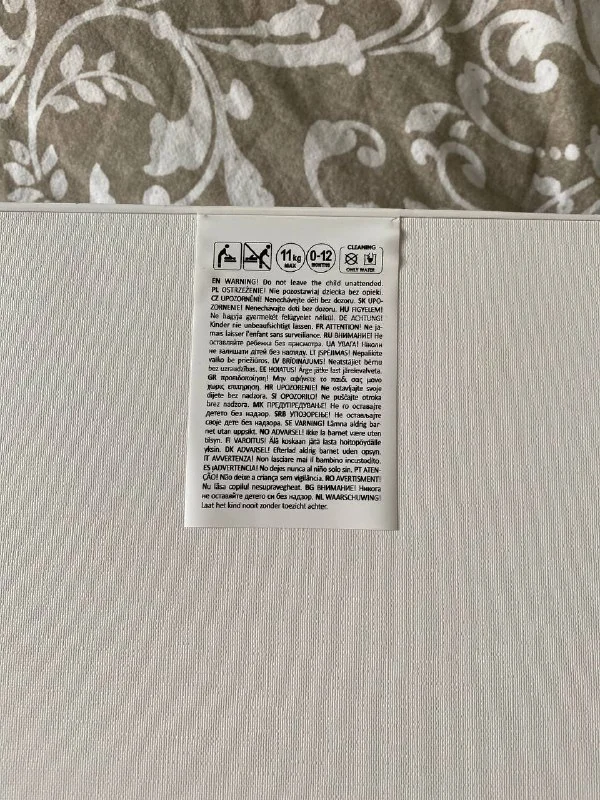 11kg MAX 0-12 MONTHS CLEANING ONLY WATER
EN WARNING! Do not leave the child unattended
PL OSTRZEŻENIE! Nie pozostawiaj dziecka bez opieki.
CZ UPOZORNĚNÍ! Nenechávejte děti bez dozoru. SK UPO-
ZORNENIE! Nenechávajte deti bez dozoru. HU FIGYELEM!
Ne hagyja gyermekét felügyelet nélkül. DE ACHTUNG!
Kinder nie unbeaufsichtigt lassen. FR ATTENTION! Ne ja-
mais laisser l'enfant sans surveillance. RU ВНИМАНИЕ! Не
оставляйте ребенка без присмотра. UA УВАГА! Ніколи
не залишати дітей без нагляду. LT ĮSPĖJIMAS! Nepalikite
vaiko be priežiūros. LV BRĪDINĀJUMS! Neatstājiet bērnu
bez uzraudzības. EE HOIATUS! Ärge jätke last järelevalveta.
GR προειδοποίηση! Μην αφήνετε το παιδί σας μόνο
χωρίς επιτήρηση. HR UPOZORENJE! Ne ostavljajte svoje
dijete bez nadzora. SI OPOZORILO! Ne puščajte otroka
brez nadzora. MK ПРЕДУПРЕДУВАЊЕ! Не го оставајте
детето без надзор. SRB УПОЗОРЕЊЕ! Не остављајте
своје дете без надзора. SE VARNING! Lämna aldrig bar-
net utan uppsikt. NO ADVARSEL! Ikke la barnet være uten
tilsyn. FI VAROITUS! Älä koskaan jätä lasta hoitopöydälle
yksin. DK ADVARSEL! Efterlad aldrig barnet uden opsyn.
IT AVVERTENZA! Non lasciare mai il bambino incustodito.
ES ¡ADVERTENCIA! No dejes nunca al niño solo sin. PT ATEN-
ÇÃO! Não deixe a criança sem vigilância. RO AVERTISMENT!
Nu lăsa copilul nesupravegheat. BG ВНИМАНИЕ! Никога
не оставяйте детето си без надзор. NL WAARSCHUWING!
Laat het kind nooit zonder toezicht achter.